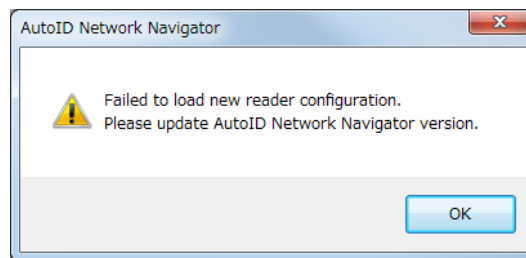 AutoID Network Navigator
Failed to load new reader configuration.
Please update AutoID Network Navigator version.
OK